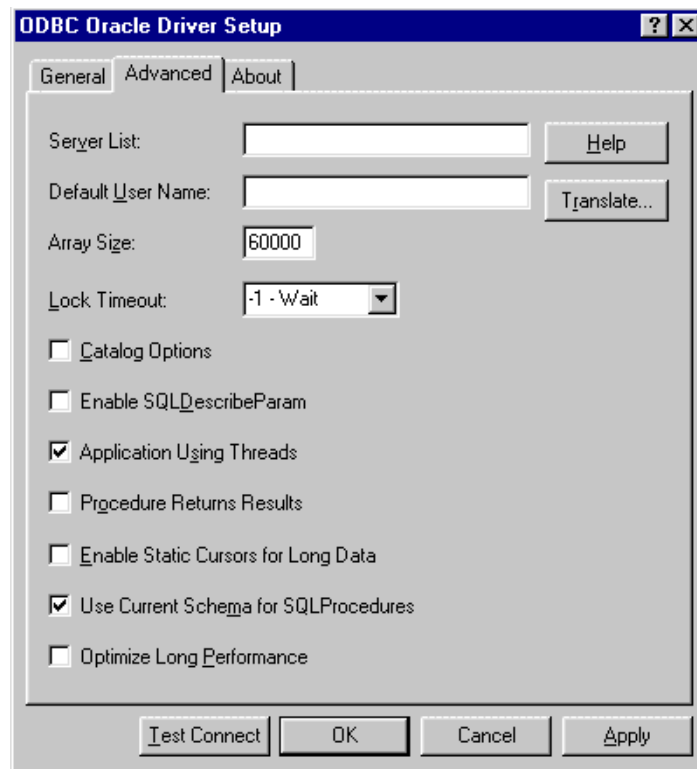 ODBC Oracle Driver Setup
General Advanced About
Server List: Help
Default User Name: Translate...
Array Size: 60000
Lock Timeout: -1 - Wait
Catalog Options
Enable SQLDescribeParam
Application Using Threads
Procedure Returns Results
Enable Static Cursors for Long Data
Use Current Schema for SQLProcedures
Optimize Long Performance
Test Connect OK Cancel Apply